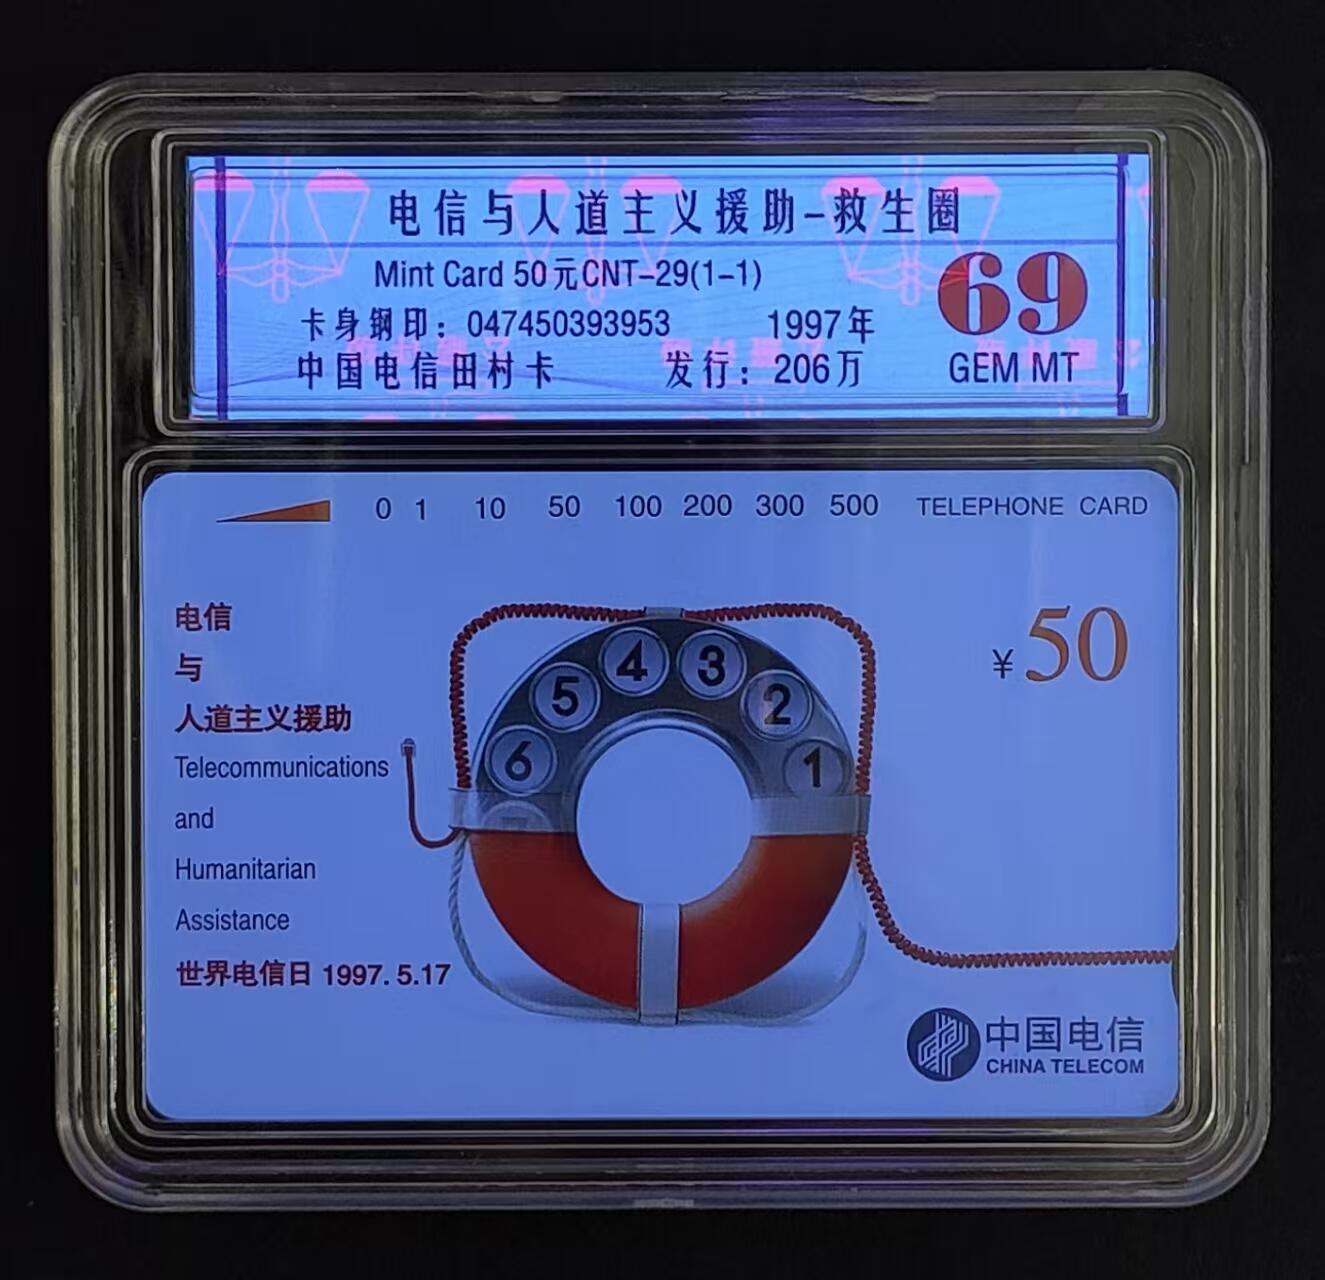 电信与人道主义援助-救生圈
Mint Card 50元CNT-29(1-1)
69
卡身钢印：047450393953 1997年
中国电信田村卡 发行：206万 GEM MT
0 1 10 50 100 200 300 500 TELEPHONE CARD
电信
与
人道主义援助
Telecommunications
and
Humanitarian
Assistance
世界电信日 1997. 5.17
¥50
4 3
5 2
6 1
7
中国电信
CHINA TELECOM